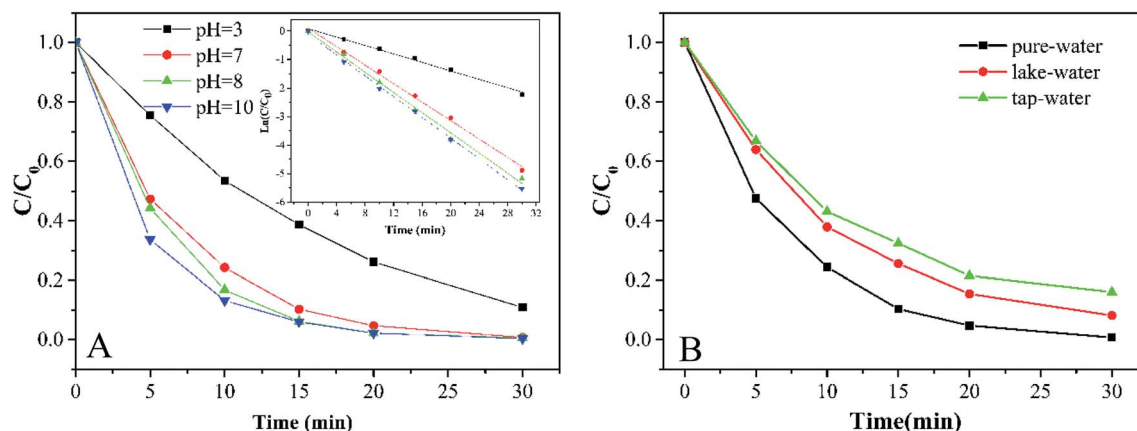 pH=3
pH=7
pH=8
pH=10
1.0
0.8
0.6
0.4
0.2
0.0
C/C₀
0 5 10 15 20 25 30
Time (min)
A
0
-1
-2
-3
-4
-5
-6
Ln(C/C₀)
0 4 8 12 16 20 24 28 32
Time (min)
pure-water
lake-water
tap-water
1.0
0.8
0.6
0.4
0.2
0.0
C/C₀
0 5 10 15 20 25 30
Time(min)
B